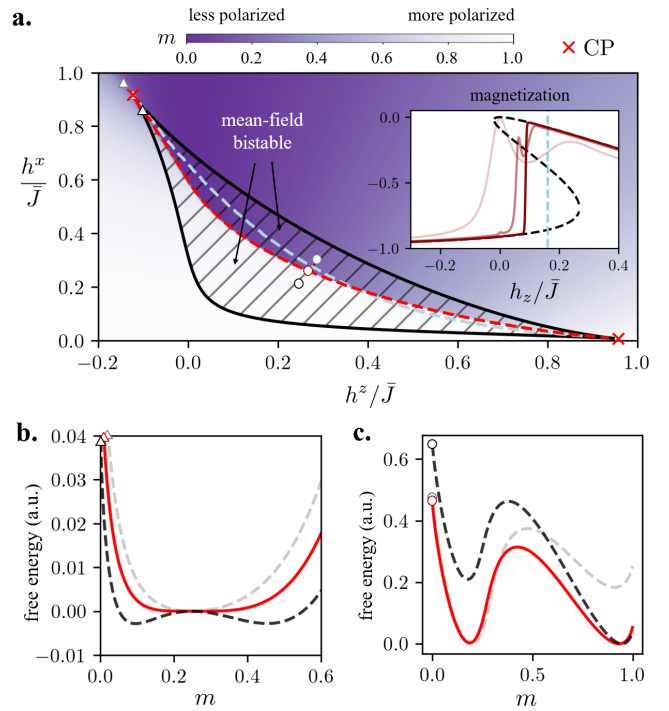 a.
less polarized more polarized
m
0.0 0.2 0.4 0.6 0.8 1.0
× CP
h^x / J̄
1.0
0.8
0.6
0.4
0.2
0.0
mean-field
bistable
magnetization
0.0
−0.5
−1.0
−0.2 0.0 0.2 0.4
h_z/J̄
−0.2 0.0 0.2 0.4 0.6 0.8 1.0
h^z/J̄
b.
free energy (a.u.)
0.04
0.03
0.02
0.01
0.00
−0.01
0.0 0.2 0.4 0.6
m
c.
free energy (a.u.)
0.6
0.4
0.2
0.0
0.0 0.5 1.0
m